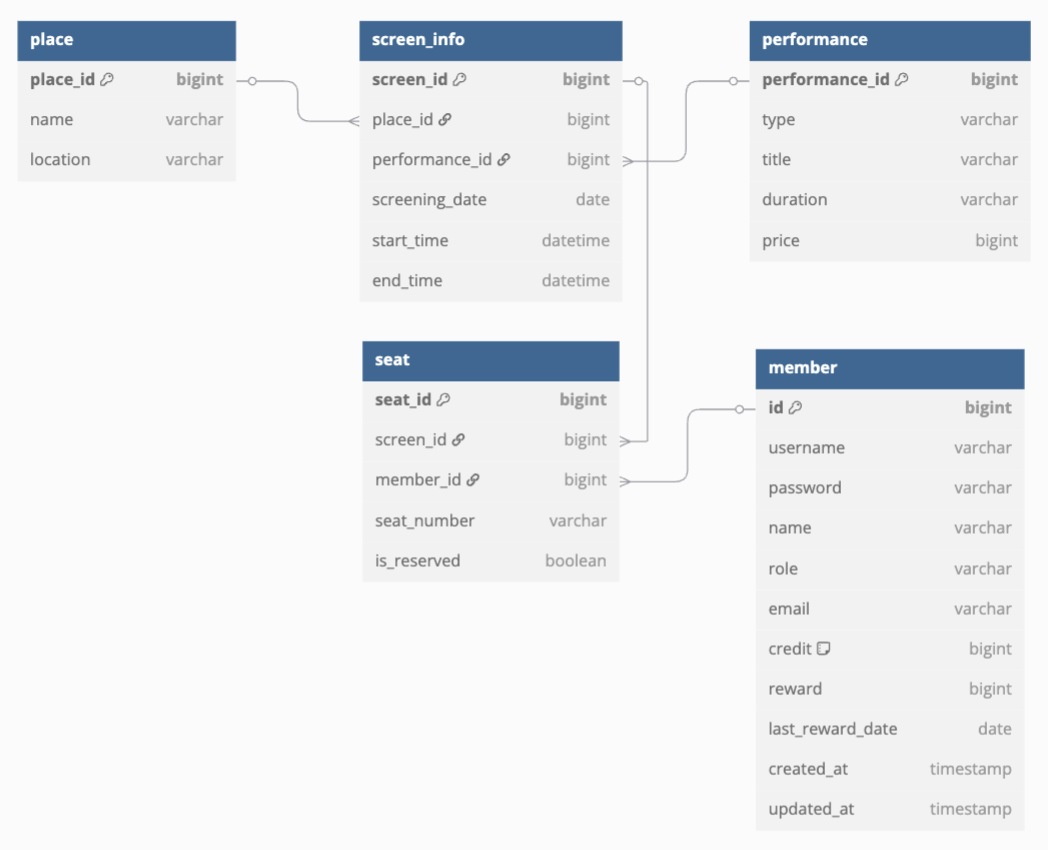 place
place_id bigint
name varchar
location varchar
screen_info
screen_id bigint
place_id bigint
performance_id bigint
screening_date date
start_time datetime
end_time datetime
performance
performance_id bigint
type varchar
title varchar
duration varchar
price bigint
seat
seat_id bigint
screen_id bigint
member_id bigint
seat_number varchar
is_reserved boolean
member
id bigint
username varchar
password varchar
name varchar
role varchar
email varchar
credit bigint
reward bigint
last_reward_date date
created_at timestamp
updated_at timestamp